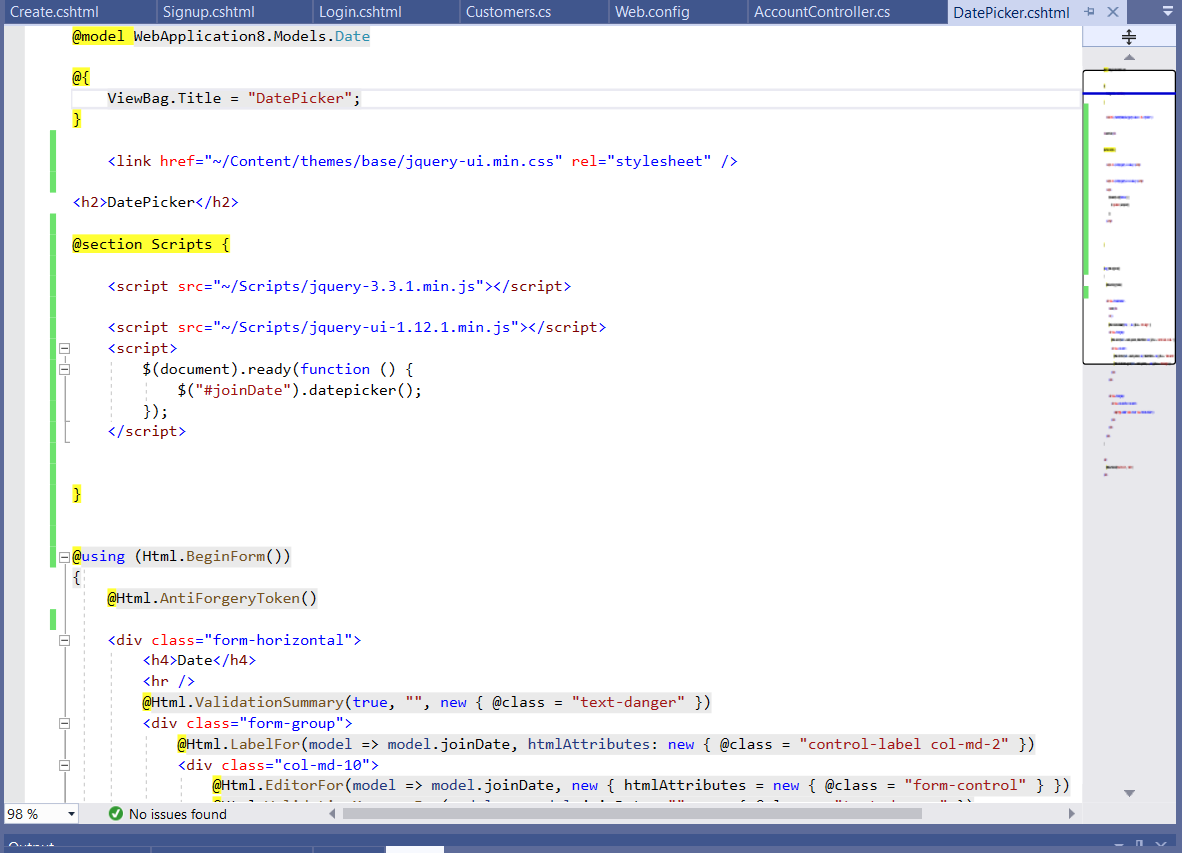 Create.cshtml Signup.cshtml Login.cshtml Customers.cs Web.config AccountController.cs DatePicker.cshtml
@model WebApplication8.Models.Date
@{
ViewBag.Title = "DatePicker";
}
<link href="~/Content/themes/base/jquery-ui.min.css" rel="stylesheet" />
<h2>DatePicker</h2>
@section Scripts {
<script src="~/Scripts/jquery-3.3.1.min.js"></script>
<script src="~/Scripts/jquery-ui-1.12.1.min.js"></script>
<script>
$(document).ready(function () {
$("#joinDate").datepicker();
});
</script>
}
@using (Html.BeginForm())
{
@Html.AntiForgeryToken()
<div class="form-horizontal">
<h4>Date</h4>
<hr />
@Html.ValidationSummary(true, "", new { @class = "text-danger" })
<div class="form-group">
@Html.LabelFor(model => model.joinDate, htmlAttributes: new { @class = "control-label col-md-2" })
<div class="col-md-10">
@Html.EditorFor(model => model.joinDate, new { htmlAttributes = new { @class = "form-control" } })
98 % No issues found
Output